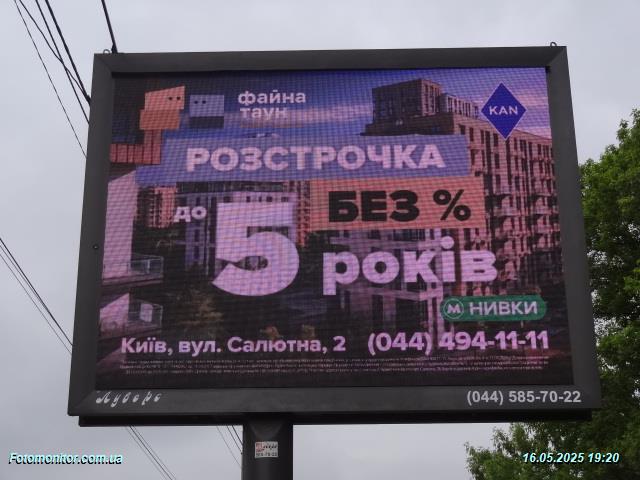 файна
таун
KAN
РОЗСТРОЧКА
БЕЗ %
до 5 років
М НИВКИ
Київ, вул. Салютна, 2 (044) 494-11-11
Луверс
(044) 585-70-22
Fotomonitor.com.ua
16.05.2025 19:20